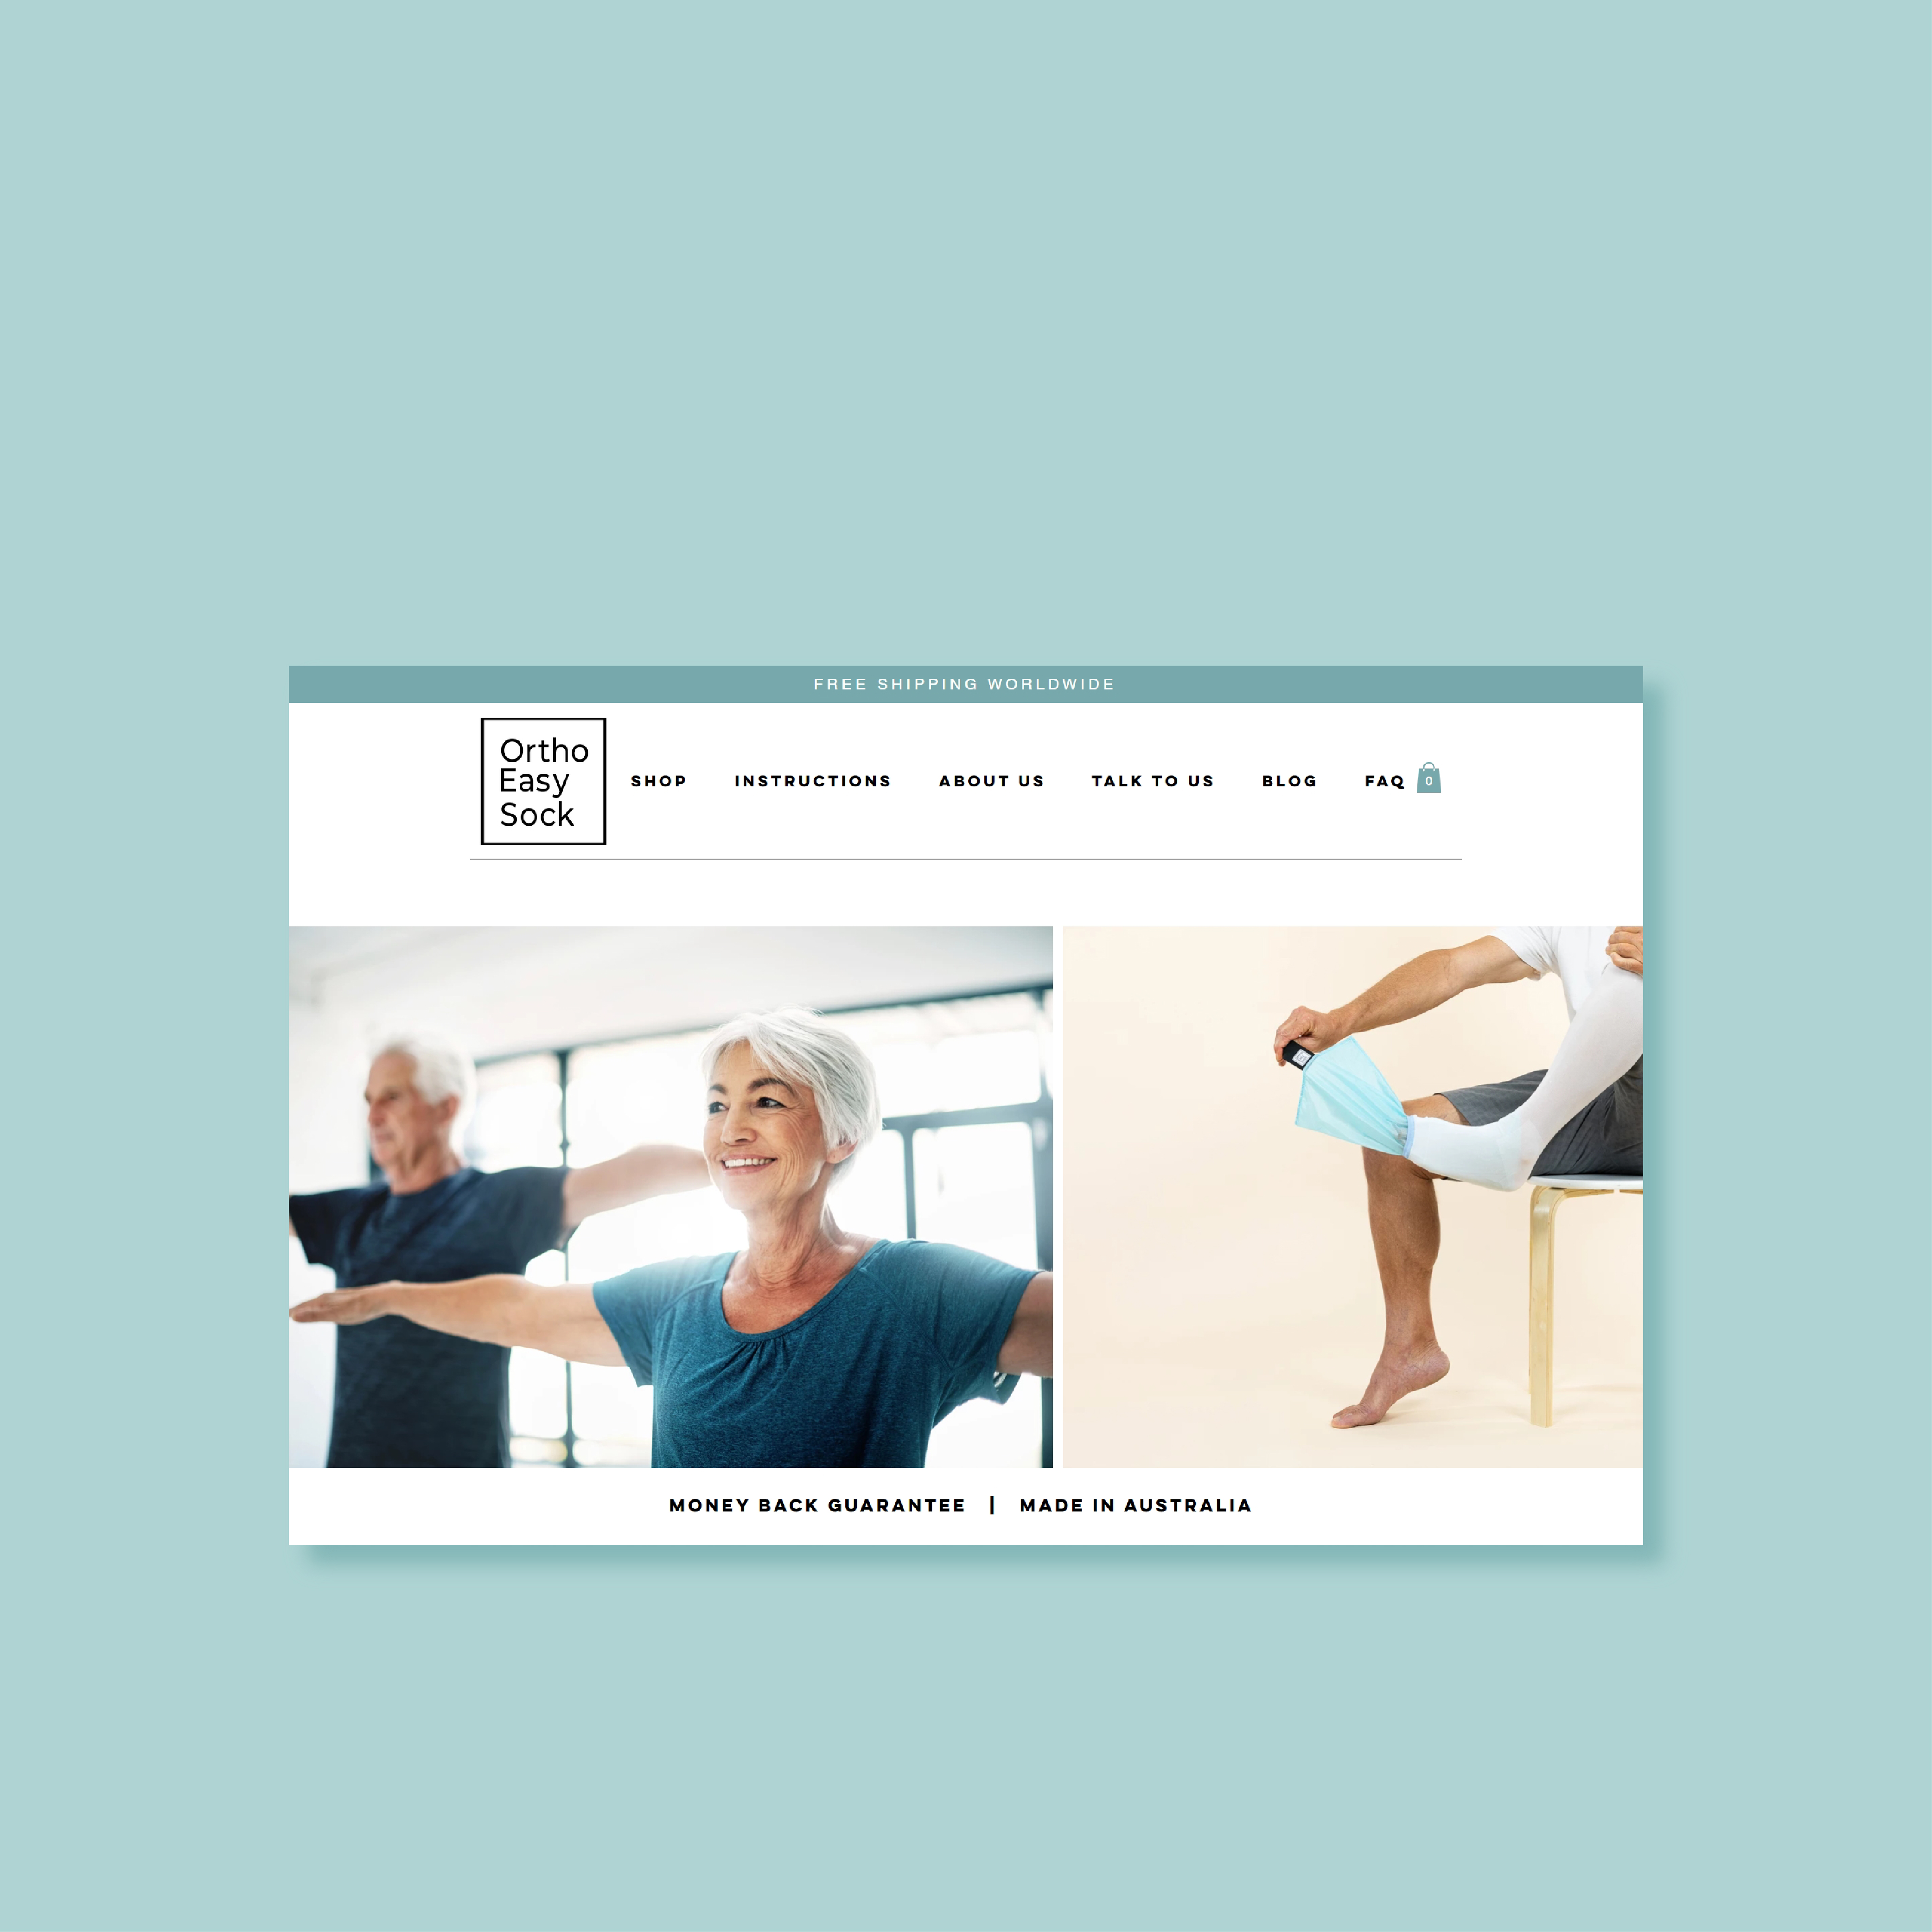 FREE SHIPPING WORLDWIDE
Ortho
Easy
Sock
SHOP INSTRUCTIONS ABOUT US TALK TO US BLOG FAQ 0
MONEY BACK GUARANTEE | MADE IN AUSTRALIA